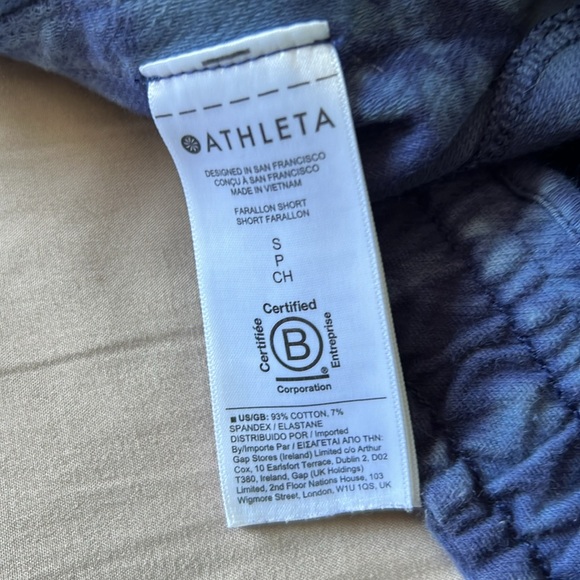 ATHLETA
DESIGNED IN SAN FRANCISCO
CONÇU À SAN FRANCISCO
MADE IN VIETNAM
FARALLON SHORT
SHORT FARALLON
S
P
CH
Certified
Certifiée
B
Entreprise
®
Corporation
■ US/GB: 93% COTTON, 7%
SPANDEX / ELASTANE
DISTRIBUIDO POR / Imported
By/Importe Par / ΕΙΣΑΓΕΤΑΙ ΑΠΟ ΤΗΝ:
Gap Stores (Ireland) Limited c/o Arthur
Cox, 10 Earlsfort Terrace, Dublin 2, D02
T380, Ireland, Gap (UK Holdings)
Limited, 2nd Floor Nations House, 103
Wigmore Street, London, W1U 1QS, UK